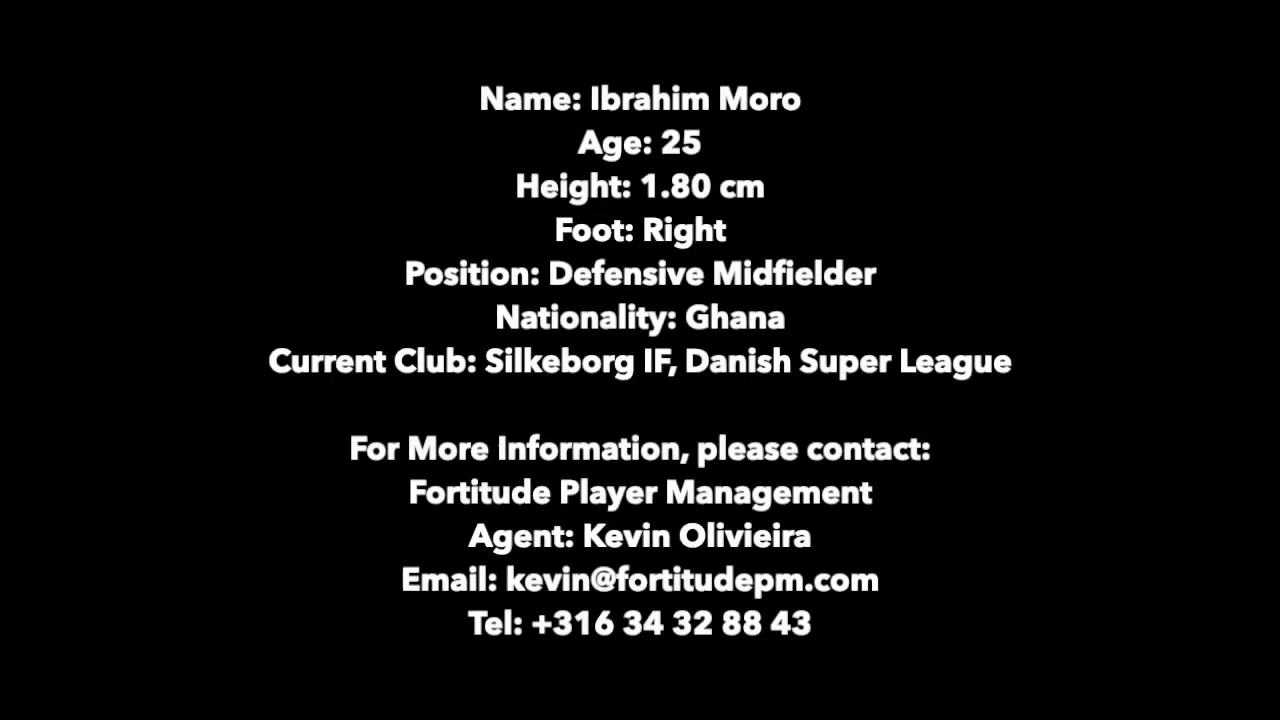 Name: Ibrahim Moro
Age: 25
Height: 1.80 cm
Foot: Right
Position: Defensive Midfielder
Nationality: Ghana
Current Club: Silkeborg IF, Danish Super League
For More Information, please contact:
Fortitude Player Management
Agent: Kevin Olivieira
Email: kevin@fortitudepm.com
Tel: +316 34 32 88 43